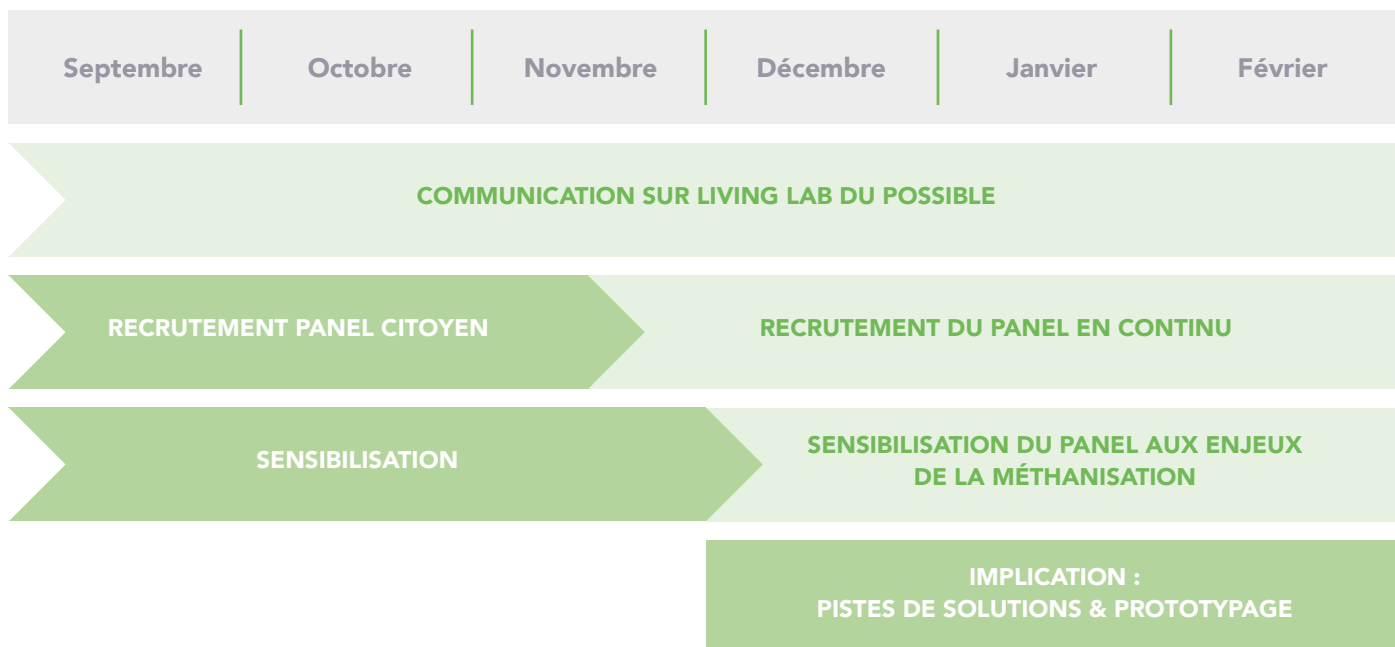 Septembre Octobre Novembre Décembre Janvier Février
COMMUNICATION SUR LIVING LAB DU POSSIBLE
RECRUTEMENT PANEL CITOYEN RECRUTEMENT DU PANEL EN CONTINU
SENSIBILISATION
SENSIBILISATION DU PANEL AUX ENJEUX
DE LA MÉTHANISATION
IMPLICATION :
PISTES DE SOLUTIONS & PROTOTYPAGE